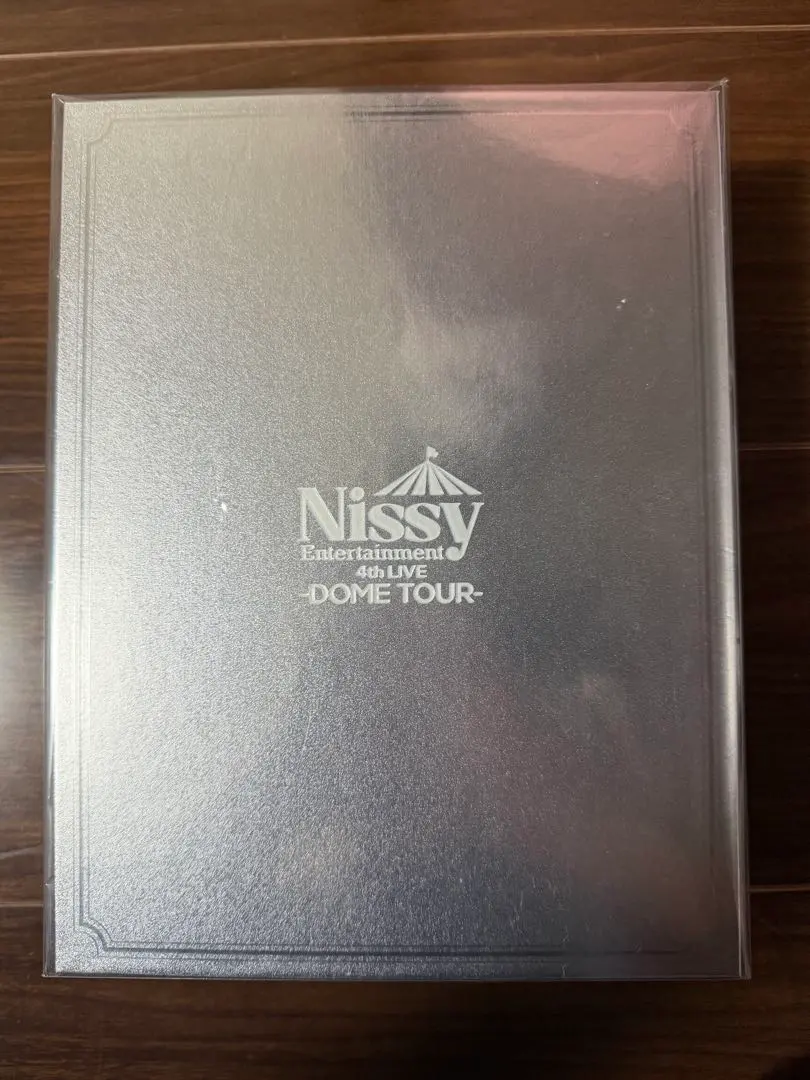 Nissy
Entertainment
4th LIVE
-DOME TOUR-